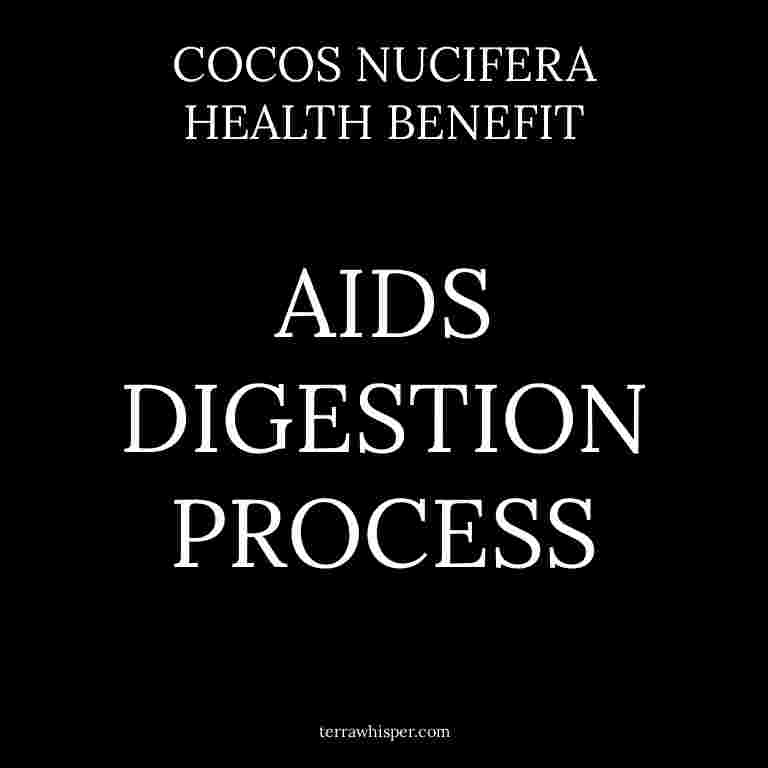 COCOS NUCIFERA
HEALTH BENEFIT
AIDS
DIGESTION
PROCESS
terrawhisper.com